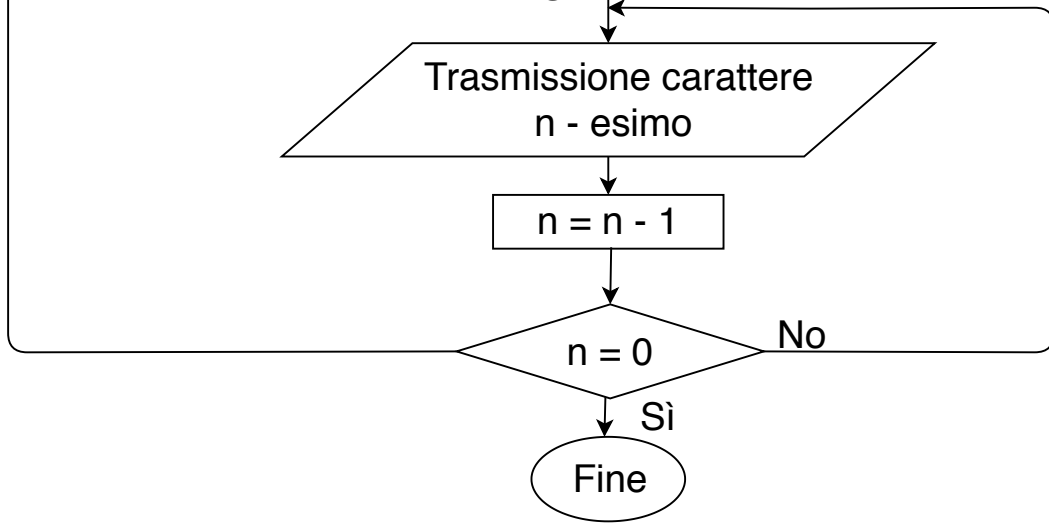 Trasmissione carattere
n - esimo
n = n - 1
n = 0
No
Sì
Fine